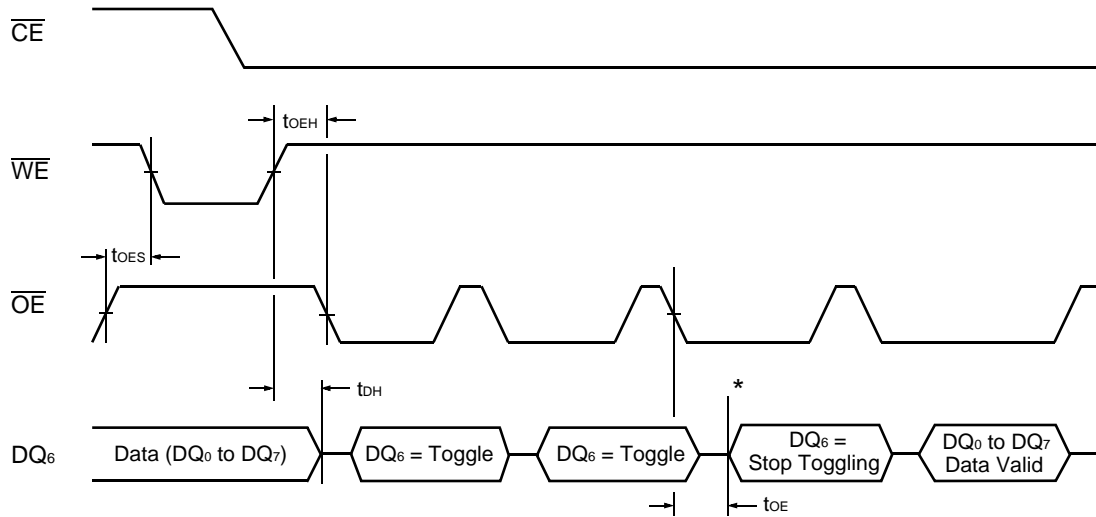 CE
tOEH
WE
tOES
OE
tDH
*
DQ6
Data (DQ0 to DQ7)
DQ6 = Toggle
DQ6 = Toggle
DQ6 =
Stop Toggling
DQ0 to DQ7
Data Valid
tOE